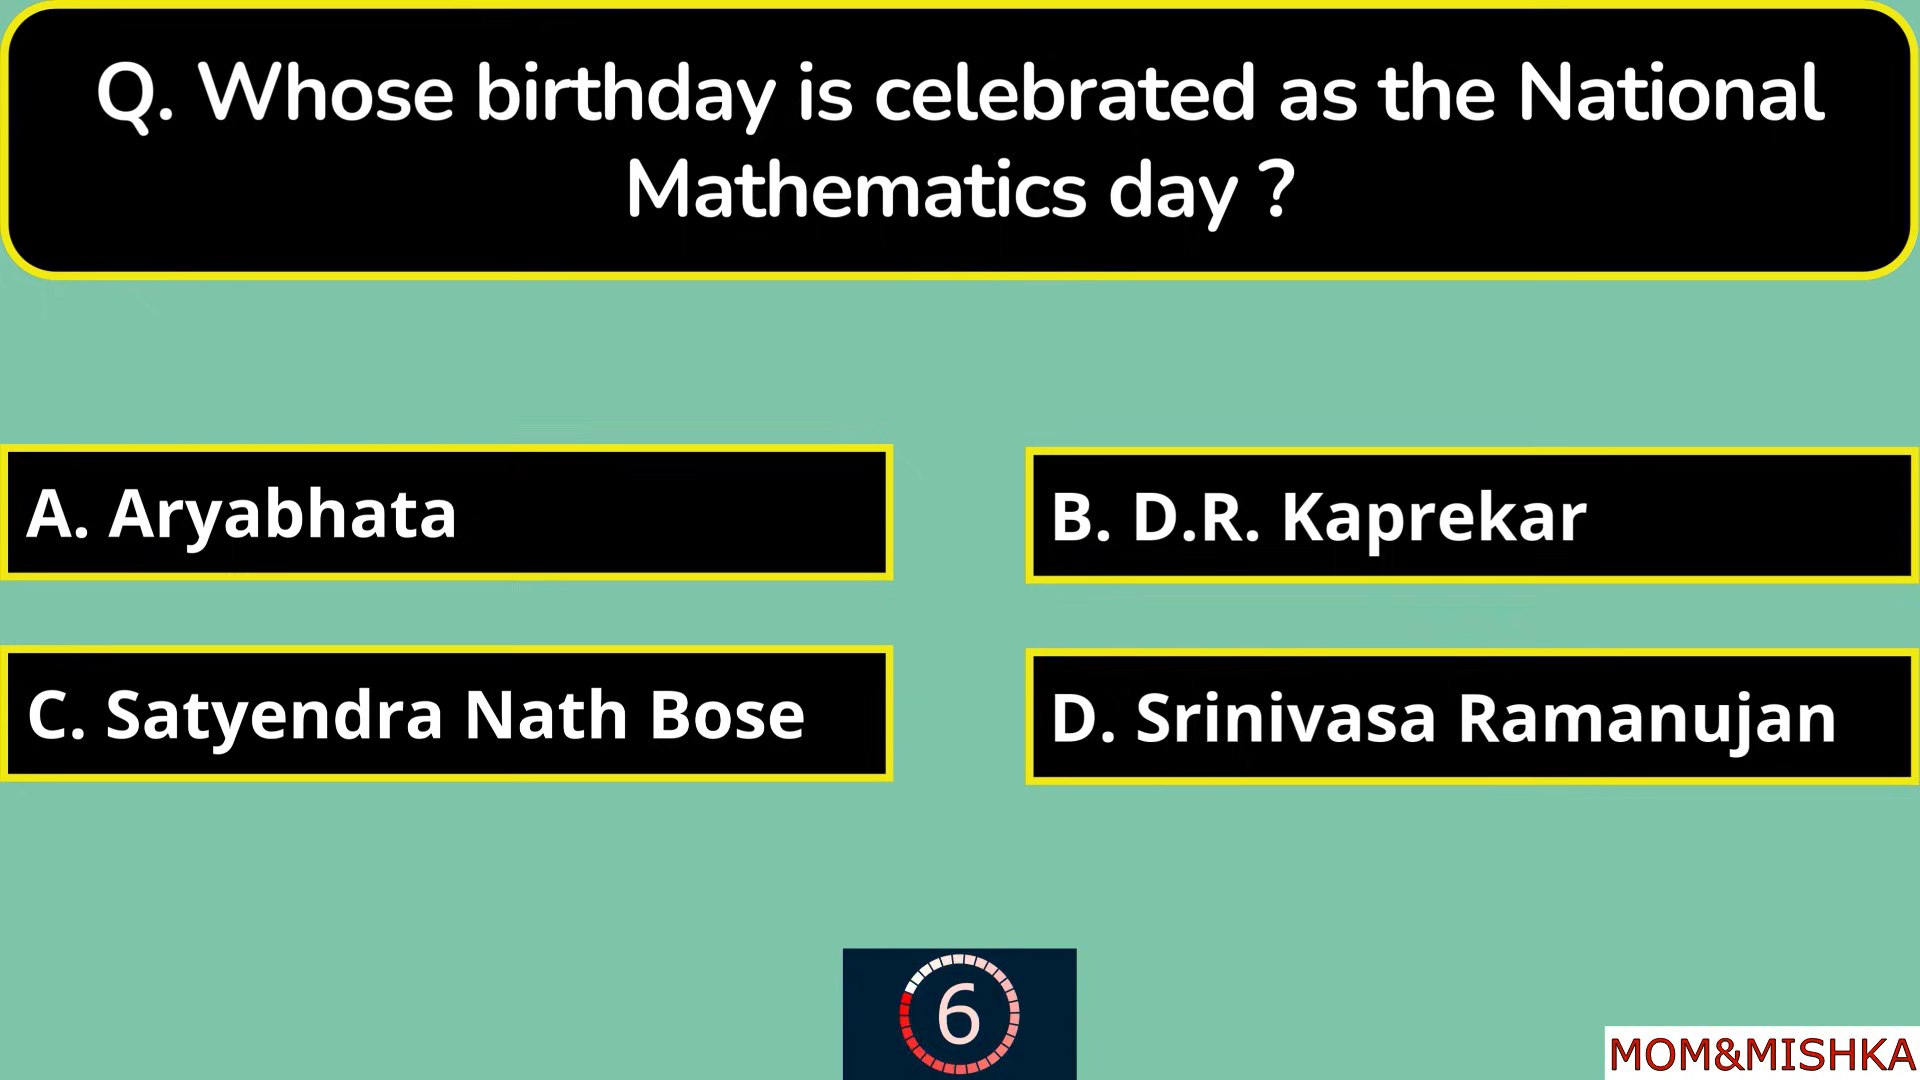 Q. Whose birthday is celebrated as the National
Mathematics day ?
A. Aryabhata
B. D.R. Kaprekar
C. Satyendra Nath Bose
D. Srinivasa Ramanujan
6
MOM&MISHKA